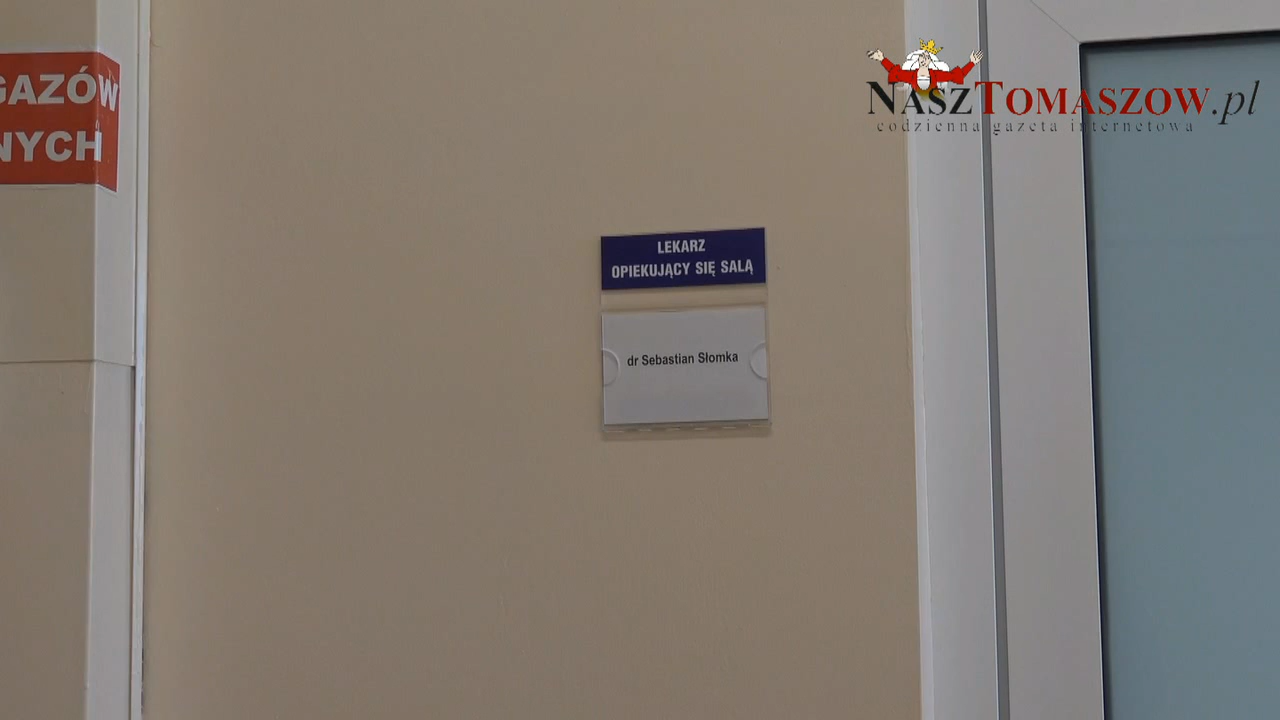 GAZÓW
NYCH
NASZTOMASZOW.pl
codzienna gazeta internetowa
LEKARZ
OPIEKUJĄCY SIĘ SALĄ
dr Sebastian Słomka